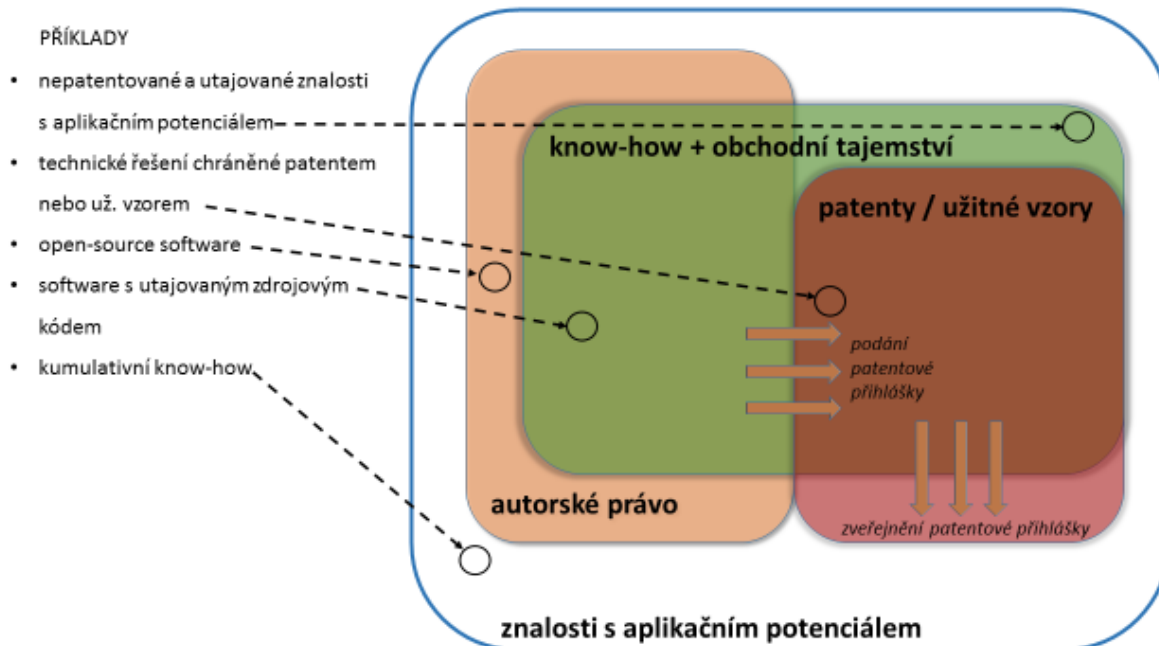 PŘÍKLADY
• nepatentované a utajované znalosti
s aplikačním potenciálem
• technické řešení chráněné patentem
nebo už. vzorem
• open-source software
• software s utajovaným zdrojovým
kódem
• kumulativní know-how
know-how + obchodní tajemství
patenty / užitné vzory
podání
patentové
přihlášky
autorské právo
zveřejnění patentové přihlášky
znalosti s aplikačním potenciálem